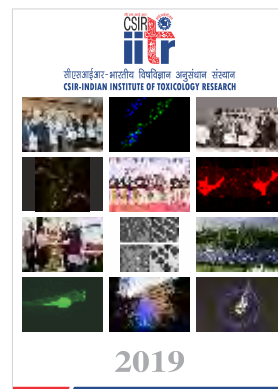 CSIR
iitr
सीएसआईआर-भारतीय विषविज्ञान अनुसंधान संस्थान
CSIR-INDIAN INSTITUTE OF TOXICOLOGY RESEARCH
2019